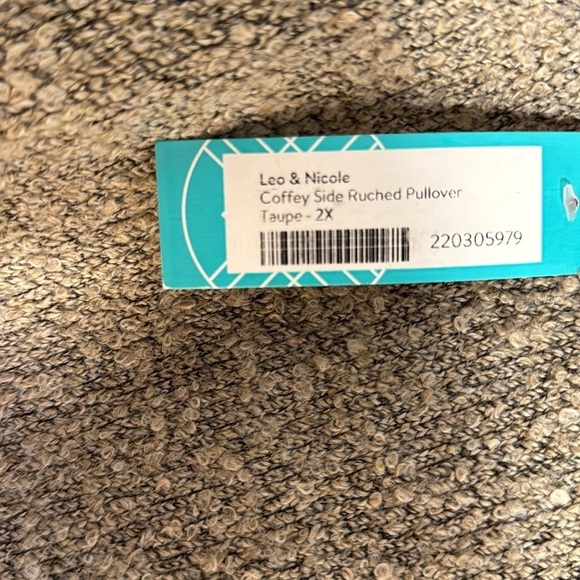 Leo & Nicole
Coffey Side Ruched Pullover
Taupe - 2X
220305979